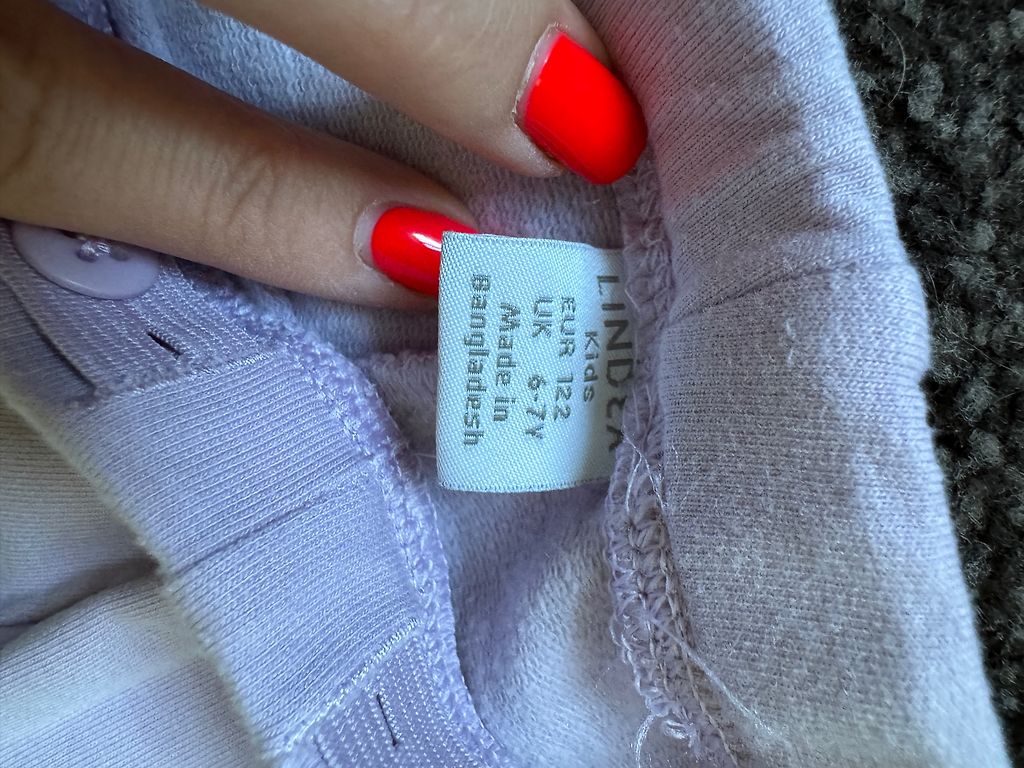 LINDEX
Kids
EUR 122
UK 6-7Y
Made in
Bangladesh